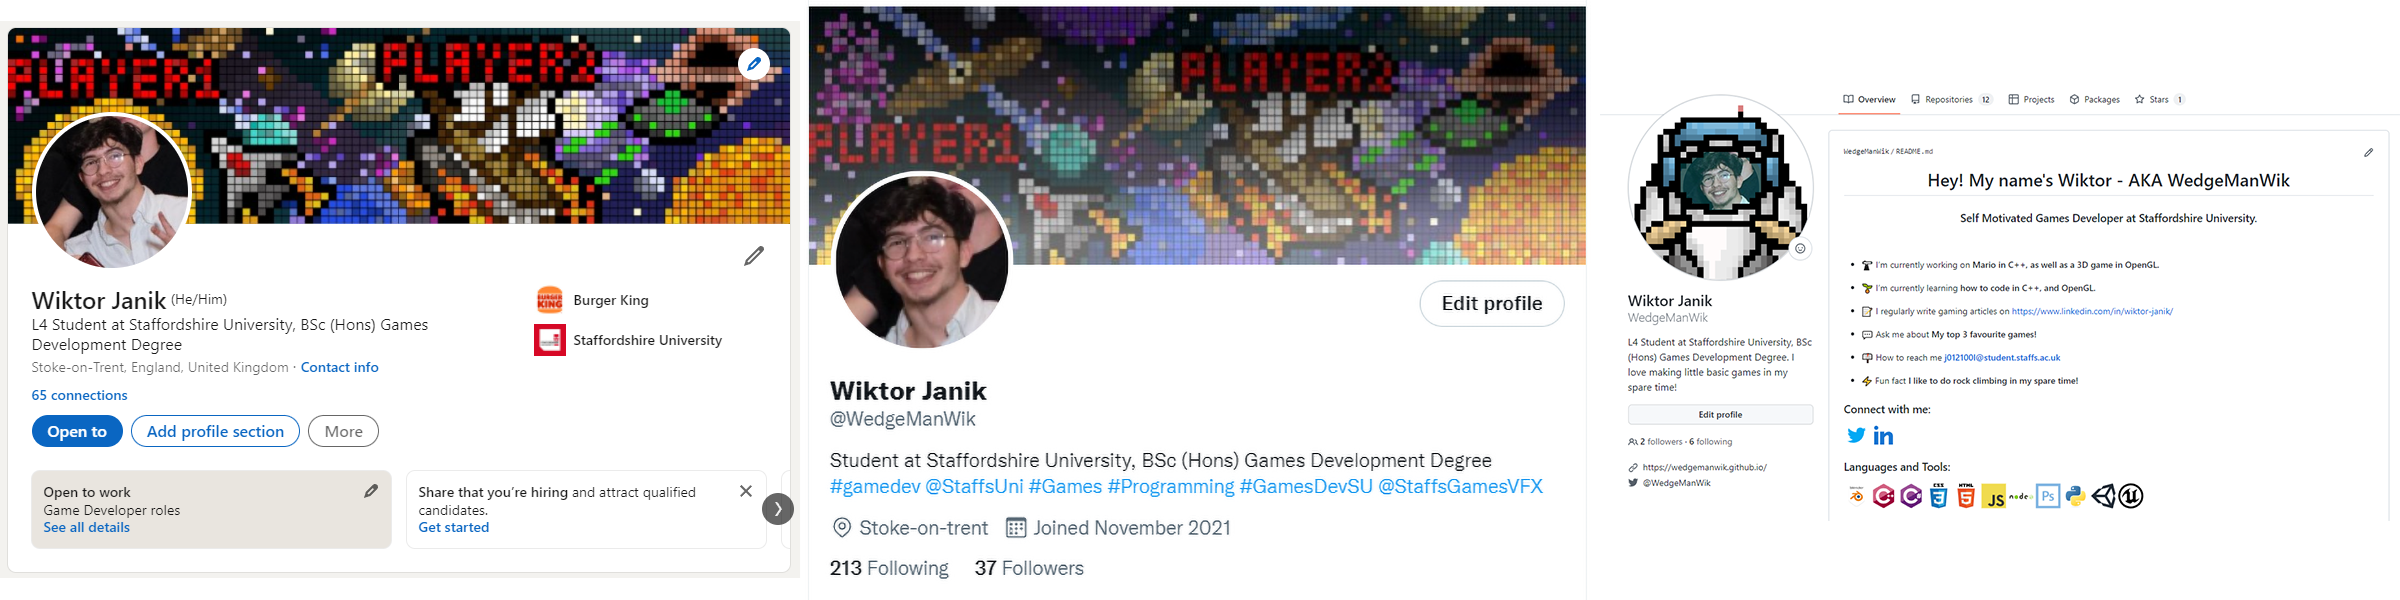 PLAYER1
PLAYER2
Wiktor Janik (He/Him)
L4 Student at Staffordshire University, BSc (Hons) Games
Development Degree
Stoke-on-Trent, England, United Kingdom · Contact info
65 connections
Open to
Add profile section
More
BURGER KING
Burger King
Staffordshire University
Open to work
Game Developer roles
See all details
Share that you're hiring and attract qualified
candidates.
Get started
PLAYER1
PLAYER2
Edit profile
Wiktor Janik
@WedgeManWik
Student at Staffordshire University, BSc (Hons) Games Development Degree
#gamedev @StaffsUni #Games #Programming #GamesDevSU @StaffsGamesVFX
Stoke-on-trent
Joined November 2021
213 Following
37 Followers
Overview
Repositories 12
Projects
Packages
Stars 1
Wiktor Janik
WedgeManWik
L4 Student at Staffordshire University, BSc
(Hons) Games Development Degree. I
love making little basic games in my
spare time!
Edit profile
2 followers · 6 following
https://wedgemanwik.github.io/
@WedgeManWik
WedgeManWik / README.md
Hey! My name's Wiktor - AKA WedgeManWik
Self Motivated Games Developer at Staffordshire University.
• I'm currently working on Mario in C++, as well as a 3D game in OpenGL.
• I'm currently learning how to code in C++, and OpenGL.
• I regularly write gaming articles on https://www.linkedin.com/in/wiktor-janik/
• Ask me about My top 3 favourite games!
• How to reach me j012100l@student.staffs.ac.uk
• Fun fact I like to do rock climbing in my spare time!
Connect with me:
in
Languages and Tools:
CSS
HTML
JS
node
Ps